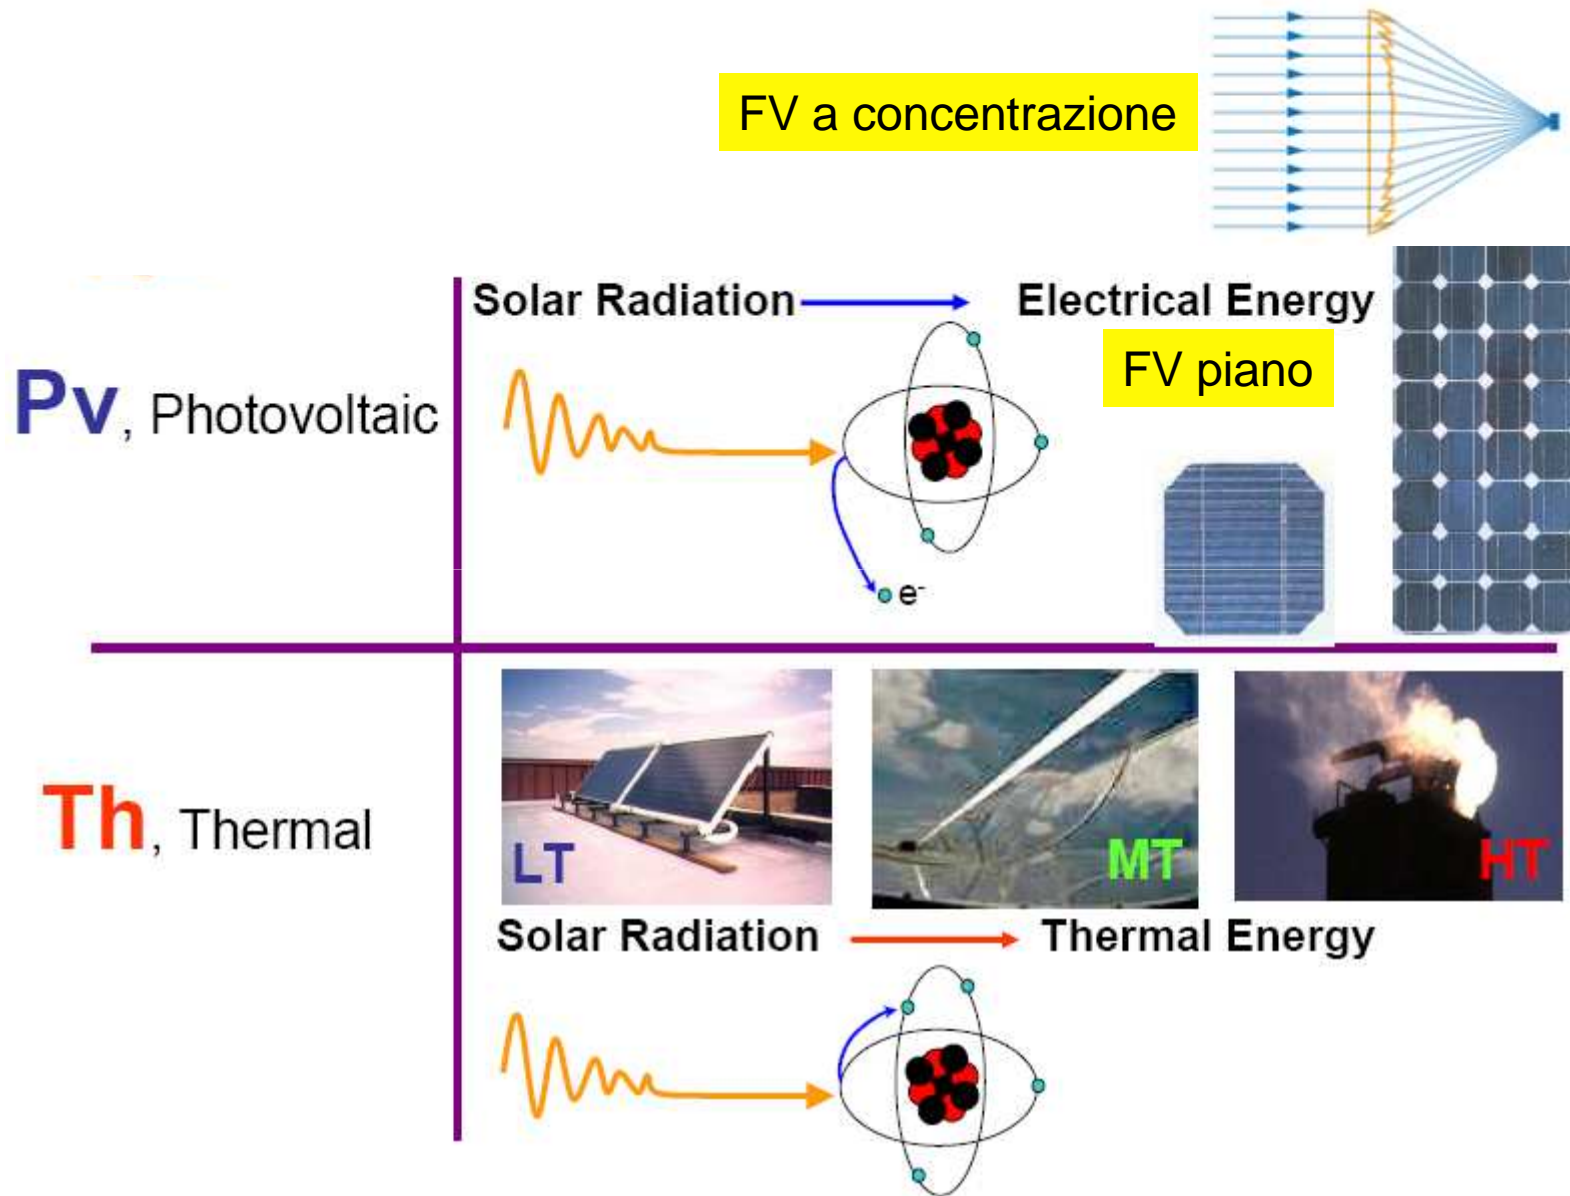 FV a concentrazione
Solar Radiation Electrical Energy
FV piano
Pv, Photovoltaic
e-
Th, Thermal
LT MT HT
Solar Radiation Thermal Energy